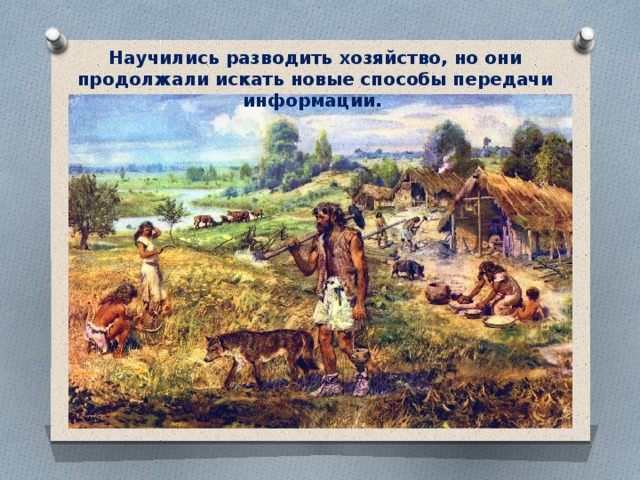 Научились разводить хозяйство, но они
продолжали искать новые способы передачи
информации.